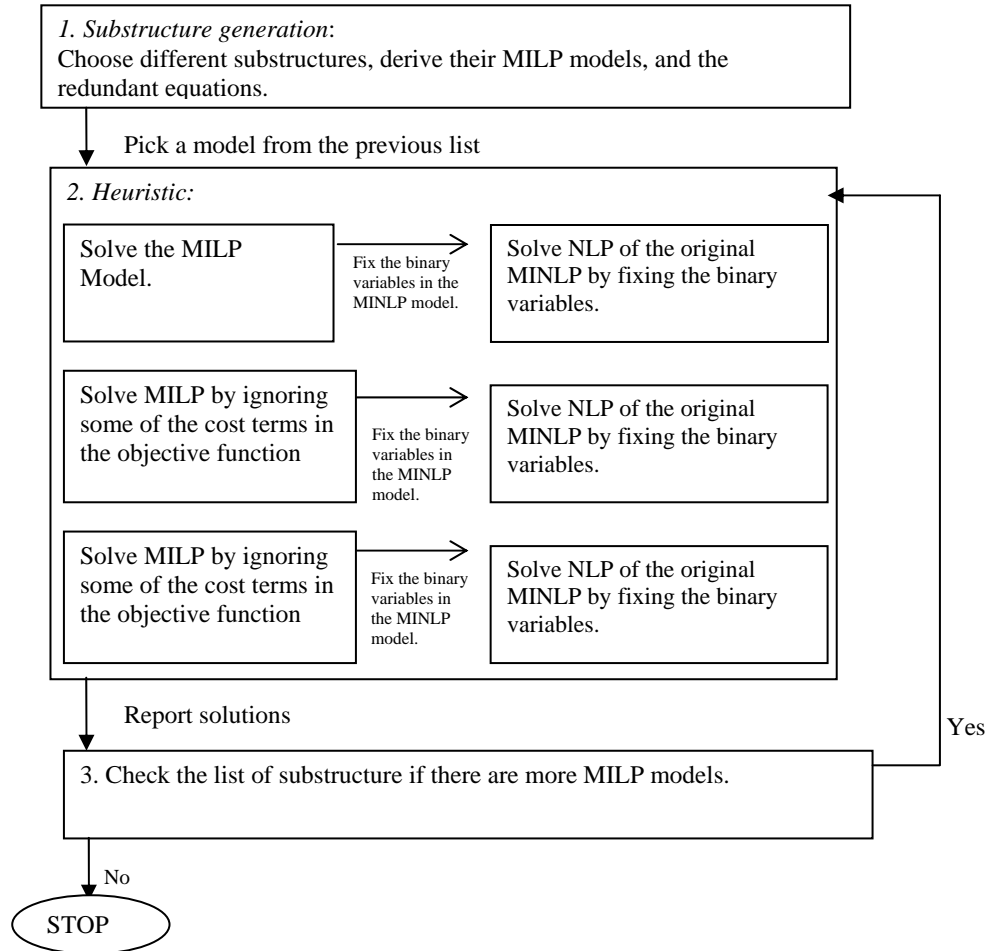 1. Substructure generation:
Choose different substructures, derive their MILP models, and the
redundant equations.
Pick a model from the previous list
2. Heuristic:
Solve the MILP
Model.
Fix the binary
variables in the
MINLP model.
Solve NLP of the original
MINLP by fixing the binary
variables.
Solve MILP by ignoring
some of the cost terms in
the objective function
Fix the binary
variables in
the MINLP
model.
Solve NLP of the original
MINLP by fixing the binary
variables.
Solve MILP by ignoring
some of the cost terms in
the objective function
Fix the binary
variables in
the MINLP
model.
Solve NLP of the original
MINLP by fixing the binary
variables.
Report solutions
Yes
3. Check the list of substructure if there are more MILP models.
No
STOP